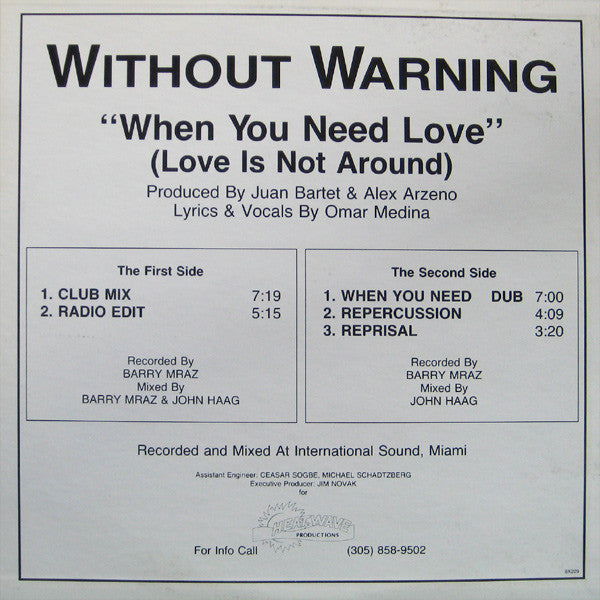 WITHOUT WARNING
“When You Need Love”
(Love Is Not Around)
Produced By Juan Bartet & Alex Arzeno
Lyrics & Vocals By Omar Medina
The First Side
1. CLUB MIX 7:19
2. RADIO EDIT 5:15
Recorded By
BARRY MRAZ
Mixed By
BARRY MRAZ & JOHN HAAG
The Second Side
1. WHEN YOU NEED DUB 7:00
2. REPERCUSSION 4:09
3. REPRISAL 3:20
Recorded By
BARRY MRAZ
Mixed By
JOHN HAAG
Recorded and Mixed At International Sound, Miami
Assistant Engineer: CEASAR SOGBE, MICHAEL SCHADTZBERG
Executive Producer: JIM NOVAK
for
HEATWAVE
PRODUCTIONS
For Info Call (305) 858-9502